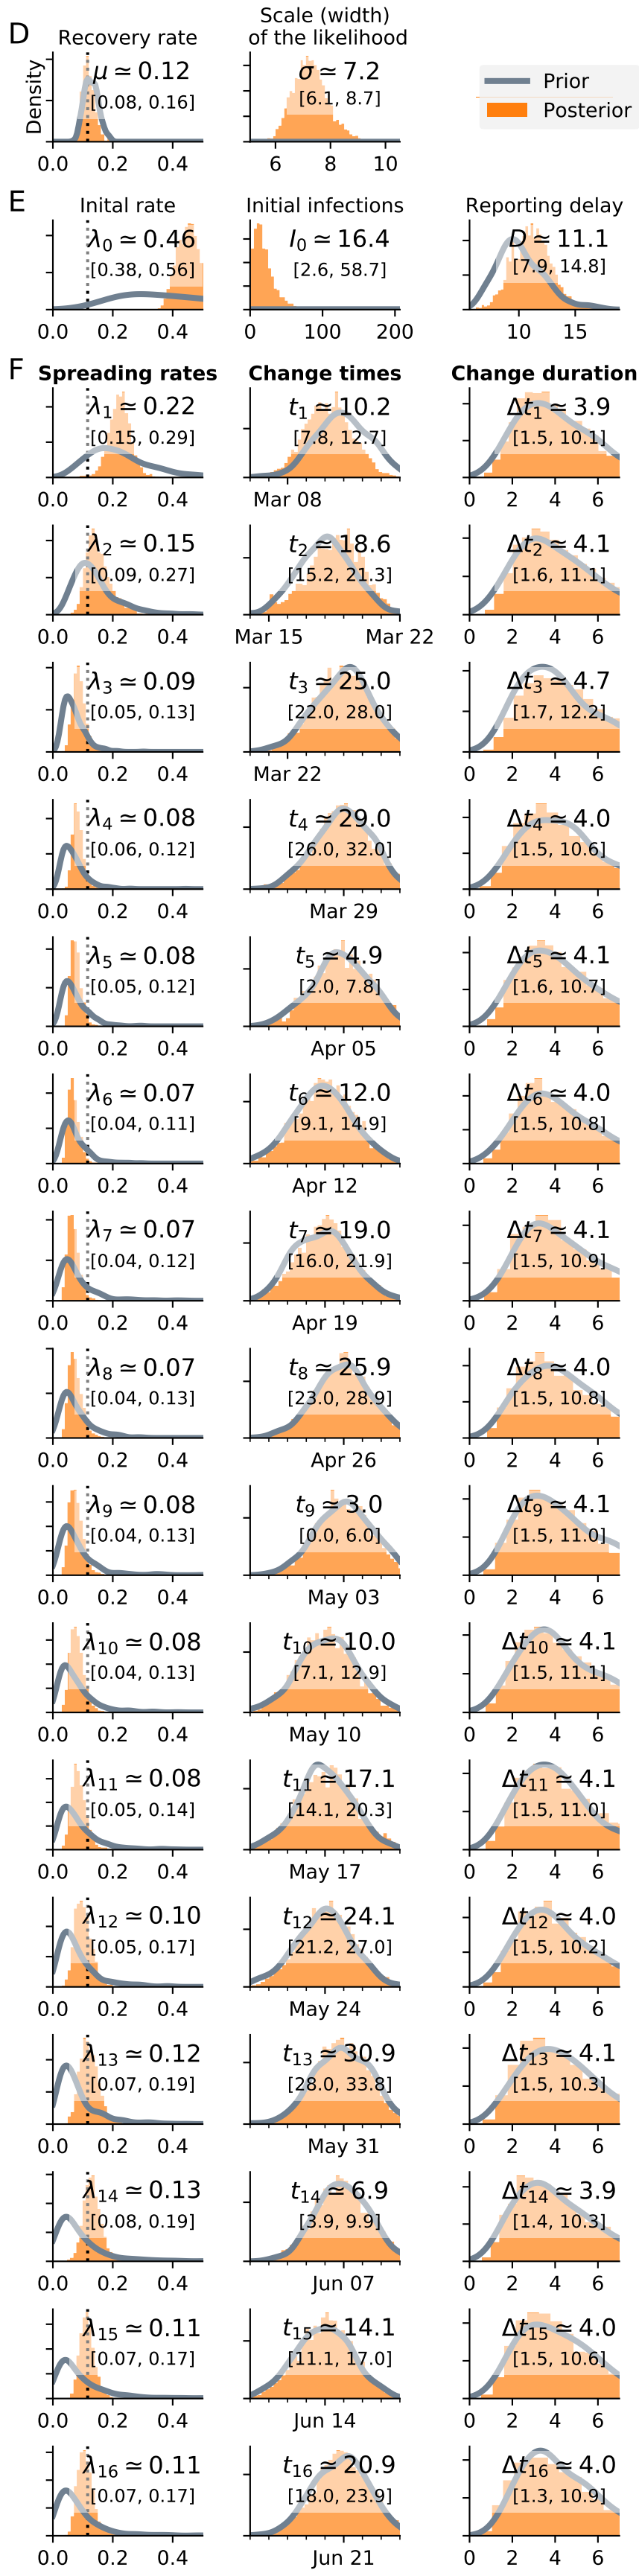 D
Recovery rate
Scale (width)
of the likelihood
Density
μ ≃ 0.12
[0.08, 0.16]
0.0 0.2 0.4
σ ≃ 7.2
[6.1, 8.7]
6 8 10
Prior
Posterior
E
Inital rate
Initial infections
Reporting delay
λ0 ≃ 0.46
[0.38, 0.56]
0.0 0.2 0.4
I0 ≃ 16.4
[2.6, 58.7]
0 100 200
D ≃ 11.1
[7.9, 14.8]
10 15
F
Spreading rates Change times Change duration
λ1 ≃ 0.22 t1 ≃ 10.2 Δt1 ≃ 3.9
[0.15, 0.29] [7.8, 12.7] [1.5, 10.1]
0.0 0.2 0.4 Mar 08 0 2 4 6
λ2 ≃ 0.15 t2 ≃ 18.6 Δt2 ≃ 4.1
[0.09, 0.27] [15.2, 21.3] [1.6, 11.1]
0.0 0.2 0.4 Mar 15 Mar 22 0 2 4 6
λ3 ≃ 0.09 t3 ≃ 25.0 Δt3 ≃ 4.7
[0.05, 0.13] [22.0, 28.0] [1.7, 12.2]
0.0 0.2 0.4 Mar 22 0 2 4 6
λ4 ≃ 0.08 t4 ≃ 29.0 Δt4 ≃ 4.0
[0.06, 0.12] [26.0, 32.0] [1.5, 10.6]
0.0 0.2 0.4 Mar 29 0 2 4 6
λ5 ≃ 0.08 t5 ≃ 4.9 Δt5 ≃ 4.1
[0.05, 0.12] [2.0, 7.8] [1.6, 10.7]
0.0 0.2 0.4 Apr 05 0 2 4 6
λ6 ≃ 0.07 t6 ≃ 12.0 Δt6 ≃ 4.0
[0.04, 0.11] [9.1, 14.9] [1.5, 10.8]
0.0 0.2 0.4 Apr 12 0 2 4 6
λ7 ≃ 0.07 t7 ≃ 19.0 Δt7 ≃ 4.1
[0.04, 0.12] [16.0, 21.9] [1.5, 10.9]
0.0 0.2 0.4 Apr 19 0 2 4 6
λ8 ≃ 0.07 t8 ≃ 25.9 Δt8 ≃ 4.0
[0.04, 0.13] [23.0, 28.9] [1.5, 10.8]
0.0 0.2 0.4 Apr 26 0 2 4 6
λ9 ≃ 0.08 t9 ≃ 3.0 Δt9 ≃ 4.1
[0.04, 0.13] [0.0, 6.0] [1.5, 11.0]
0.0 0.2 0.4 May 03 0 2 4 6
λ10 ≃ 0.08 t10 ≃ 10.0 Δt10 ≃ 4.1
[0.04, 0.13] [7.1, 12.9] [1.5, 11.1]
0.0 0.2 0.4 May 10 0 2 4 6
λ11 ≃ 0.08 t11 ≃ 17.1 Δt11 ≃ 4.1
[0.05, 0.14] [14.1, 20.3] [1.5, 11.0]
0.0 0.2 0.4 May 17 0 2 4 6
λ12 ≃ 0.10 t12 ≃ 24.1 Δt12 ≃ 4.0
[0.05, 0.17] [21.2, 27.0] [1.5, 10.2]
0.0 0.2 0.4 May 24 0 2 4 6
λ13 ≃ 0.12 t13 ≃ 30.9 Δt13 ≃ 4.1
[0.07, 0.19] [28.0, 33.8] [1.5, 10.3]
0.0 0.2 0.4 May 31 0 2 4 6
λ14 ≃ 0.13 t14 ≃ 6.9 Δt14 ≃ 3.9
[0.08, 0.19] [3.9, 9.9] [1.4, 10.3]
0.0 0.2 0.4 Jun 07 0 2 4 6
λ15 ≃ 0.11 t15 ≃ 14.1 Δt15 ≃ 4.0
[0.07, 0.17] [11.1, 17.0] [1.5, 10.6]
0.0 0.2 0.4 Jun 14 0 2 4 6
λ16 ≃ 0.11 t16 ≃ 20.9 Δt16 ≃ 4.0
[0.07, 0.17] [18.0, 23.9] [1.3, 10.9]
0.0 0.2 0.4 Jun 21 0 2 4 6